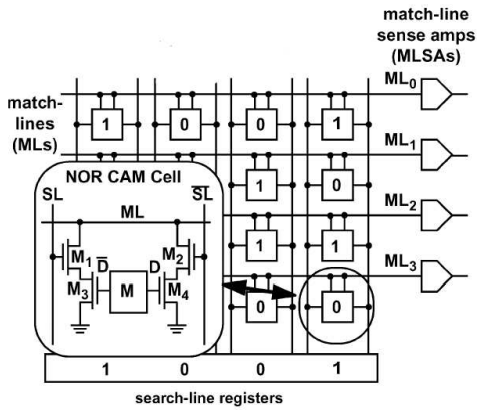 match-line
sense amps
(MLSAs)
match-
lines
(MLs)
ML0
1 0 0 1
ML1
1 0
ML2
1 1
ML3
0 0
NOR CAM Cell
SL S̅L̅
ML
M1 M2
D̅ D
M3 M M4
1 0 0 1
search-line registers